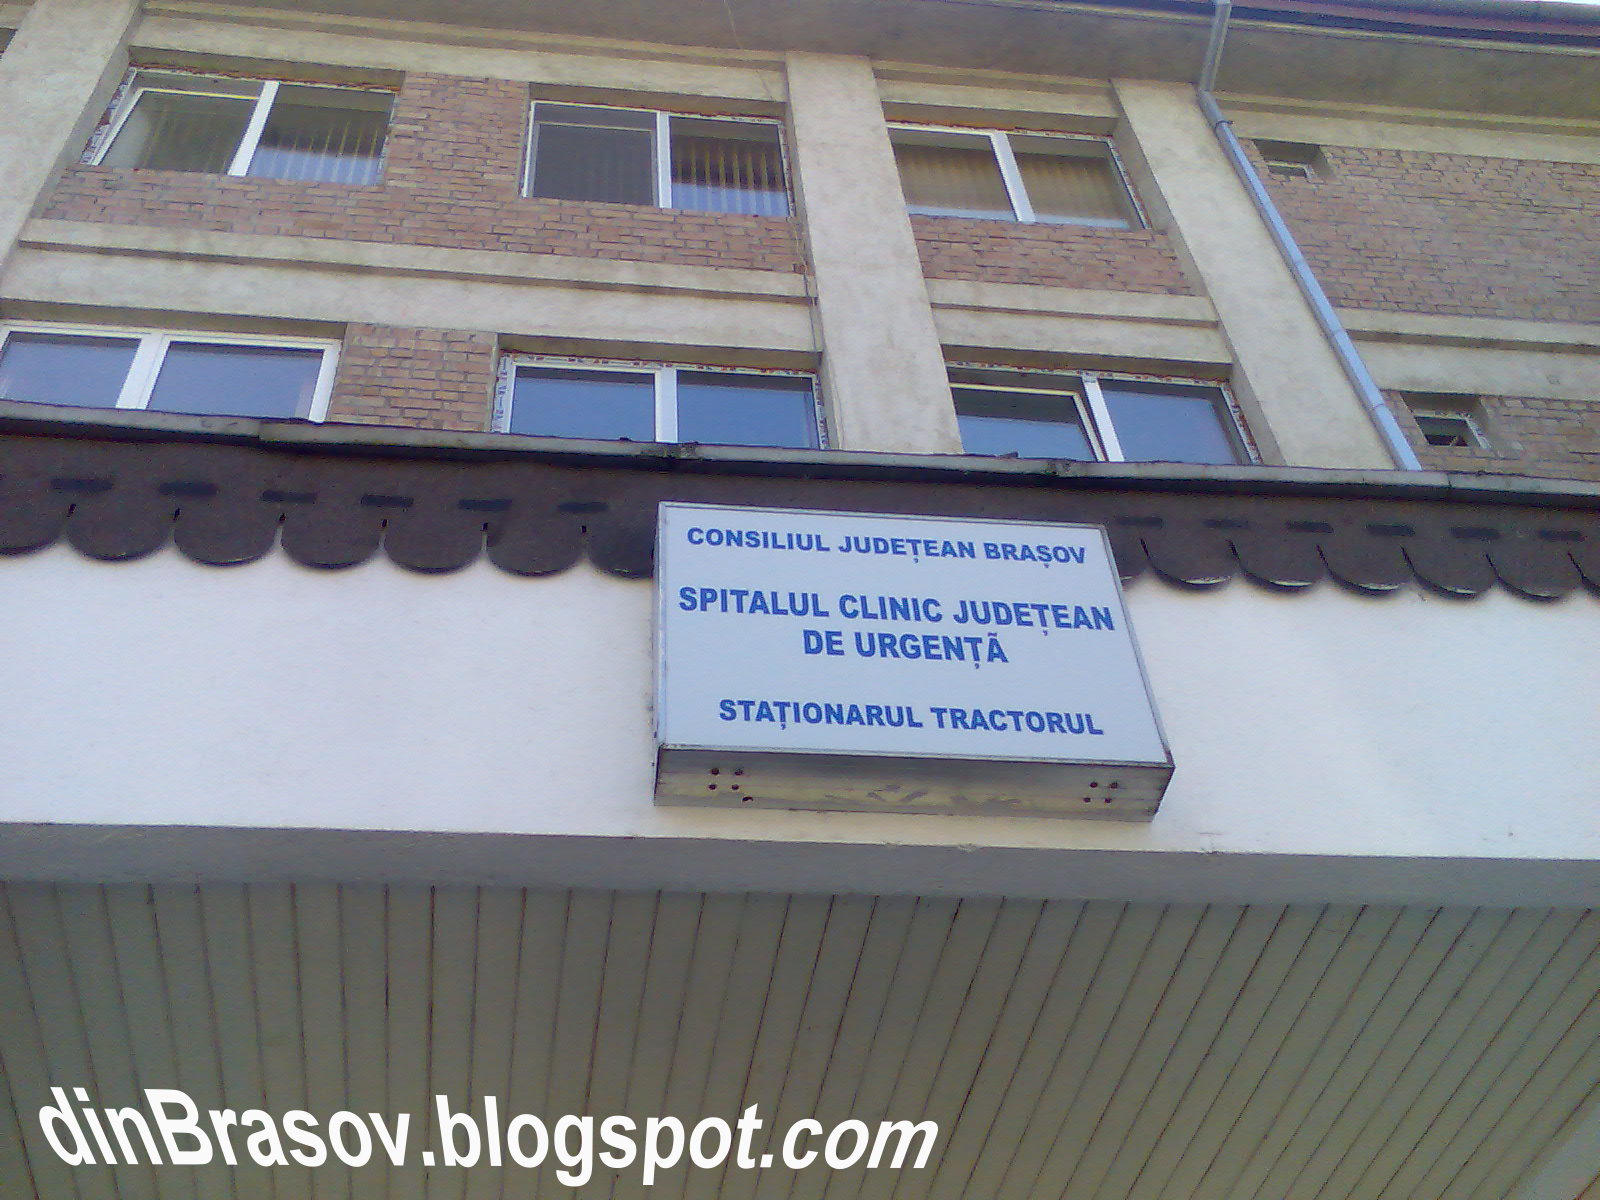 CONSILIUL JUDEȚEAN BRAȘOV
SPITALUL CLINIC JUDEȚEAN
DE URGENȚĂ
STAȚIONARUL TRACTORUL
dinBrasov.blogspot.com